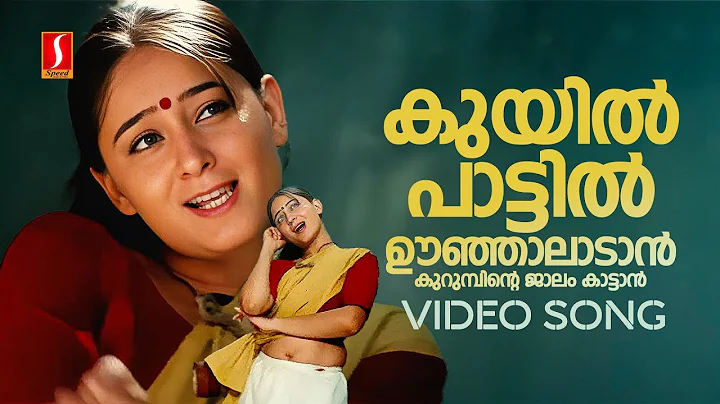 S
Speed
കുയിൽ
പാട്ടിൽ
ഊഞ്ഞാലാടാൻ
കുറുമ്പിന്റെ ജാലം കാട്ടാൻ
VIDEO SONG